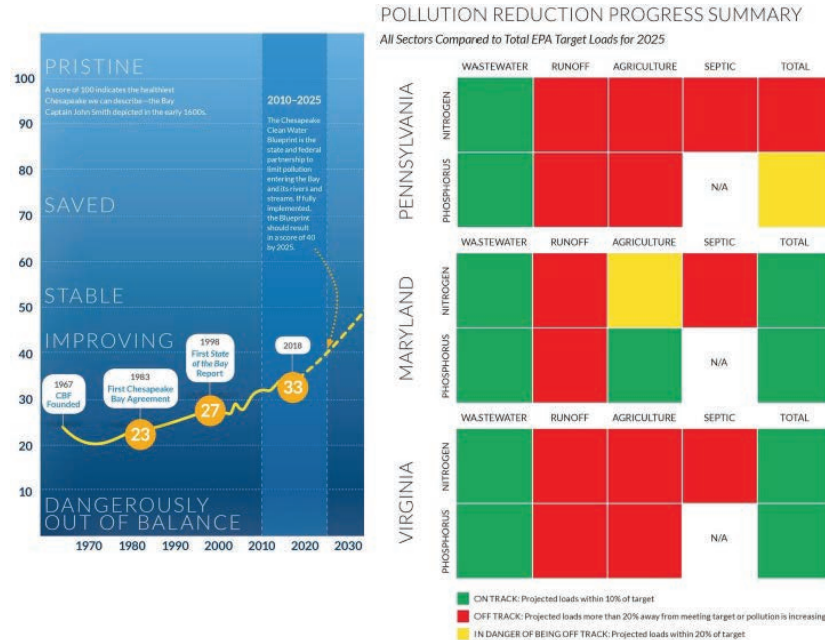 PRISTINE
A score of 100 indicates the healthiest
Chesapeake we can describe—the Bay
Captain John Smith depicted in the early 1600s.
2010–2025
The Chesapeake
Clean Water
Blueprint is the
state and federal
partnership to
limit pollution
entering the Bay
and its rivers and
streams. If fully
implemented,
the Blueprint
should result
in a score of 40
by 2025.
SAVED
STABLE
IMPROVING
1967
CBF
Founded
1983
First Chesapeake
Bay Agreement
1998
First State
of the Bay
Report
2018
23
27
33
DANGEROUSLY
OUT OF BALANCE
100
90
80
70
60
50
40
30
20
10
1970 1980 1990 2000 2010 2020 2030
POLLUTION REDUCTION PROGRESS SUMMARY
All Sectors Compared to Total EPA Target Loads for 2025
WASTEWATER RUNOFF AGRICULTURE SEPTIC TOTAL
PENNSYLVANIA
NITROGEN
PHOSPHORUS
N/A
WASTEWATER RUNOFF AGRICULTURE SEPTIC TOTAL
MARYLAND
NITROGEN
PHOSPHORUS
N/A
WASTEWATER RUNOFF AGRICULTURE SEPTIC TOTAL
VIRGINIA
NITROGEN
PHOSPHORUS
N/A
ON TRACK: Projected loads within 10% of target
OFF TRACK: Projected loads more than 20% away from meeting target or pollution is increasing
IN DANGER OF BEING OFF TRACK: Projected loads within 20% of target